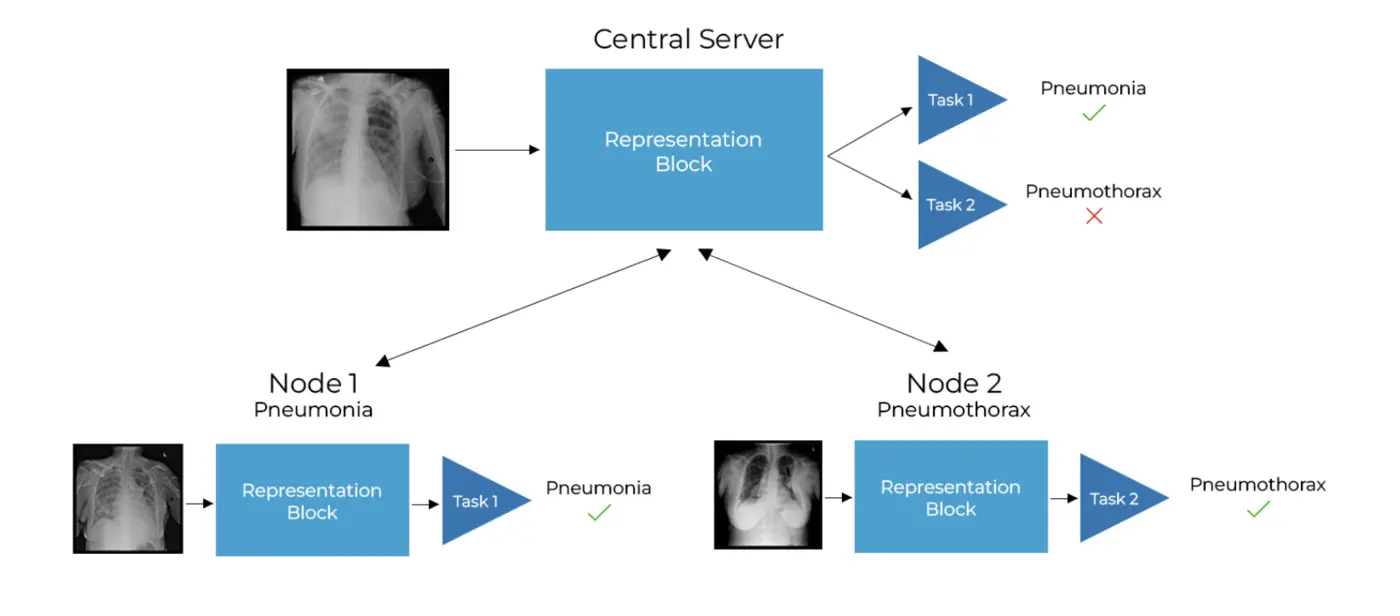 Central Server
Representation
Block
Task 1
Pneumonia
Task 2
Pneumothorax
Node 1
Pneumonia
Representation
Block
Task 1
Pneumonia
Node 2
Pneumothorax
Representation
Block
Task 2
Pneumothorax